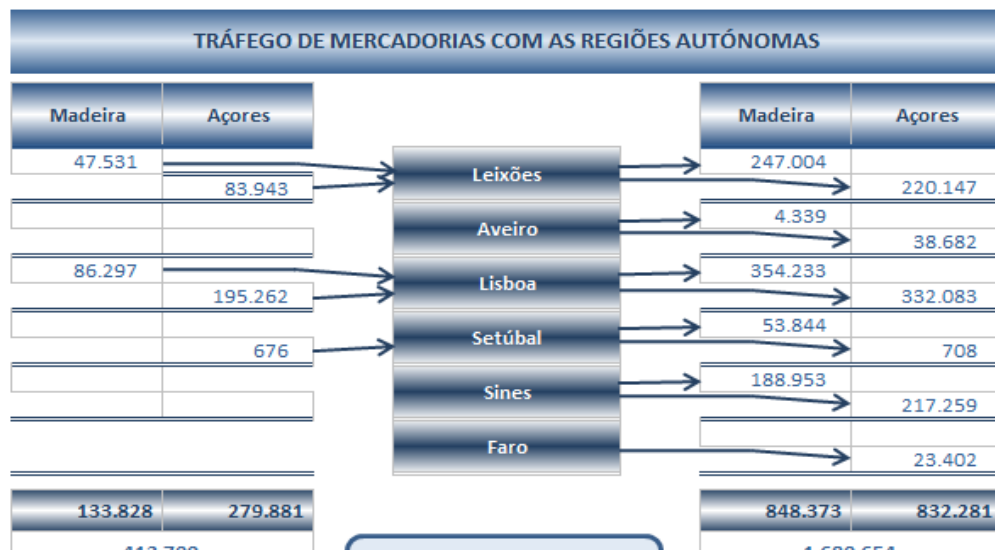 TRÁFEGO DE MERCADORIAS COM AS REGIÕES AUTÓNOMAS
Madeira Açores Madeira Açores
47.531 247.004
Leixões
83.943 220.147
4.339
Aveiro
38.682
86.297 354.233
Lisboa
195.262 332.083
53.844
Setúbal
676 708
188.953
Sines
217.259
Faro
23.402
133.828 279.881 848.373 832.281